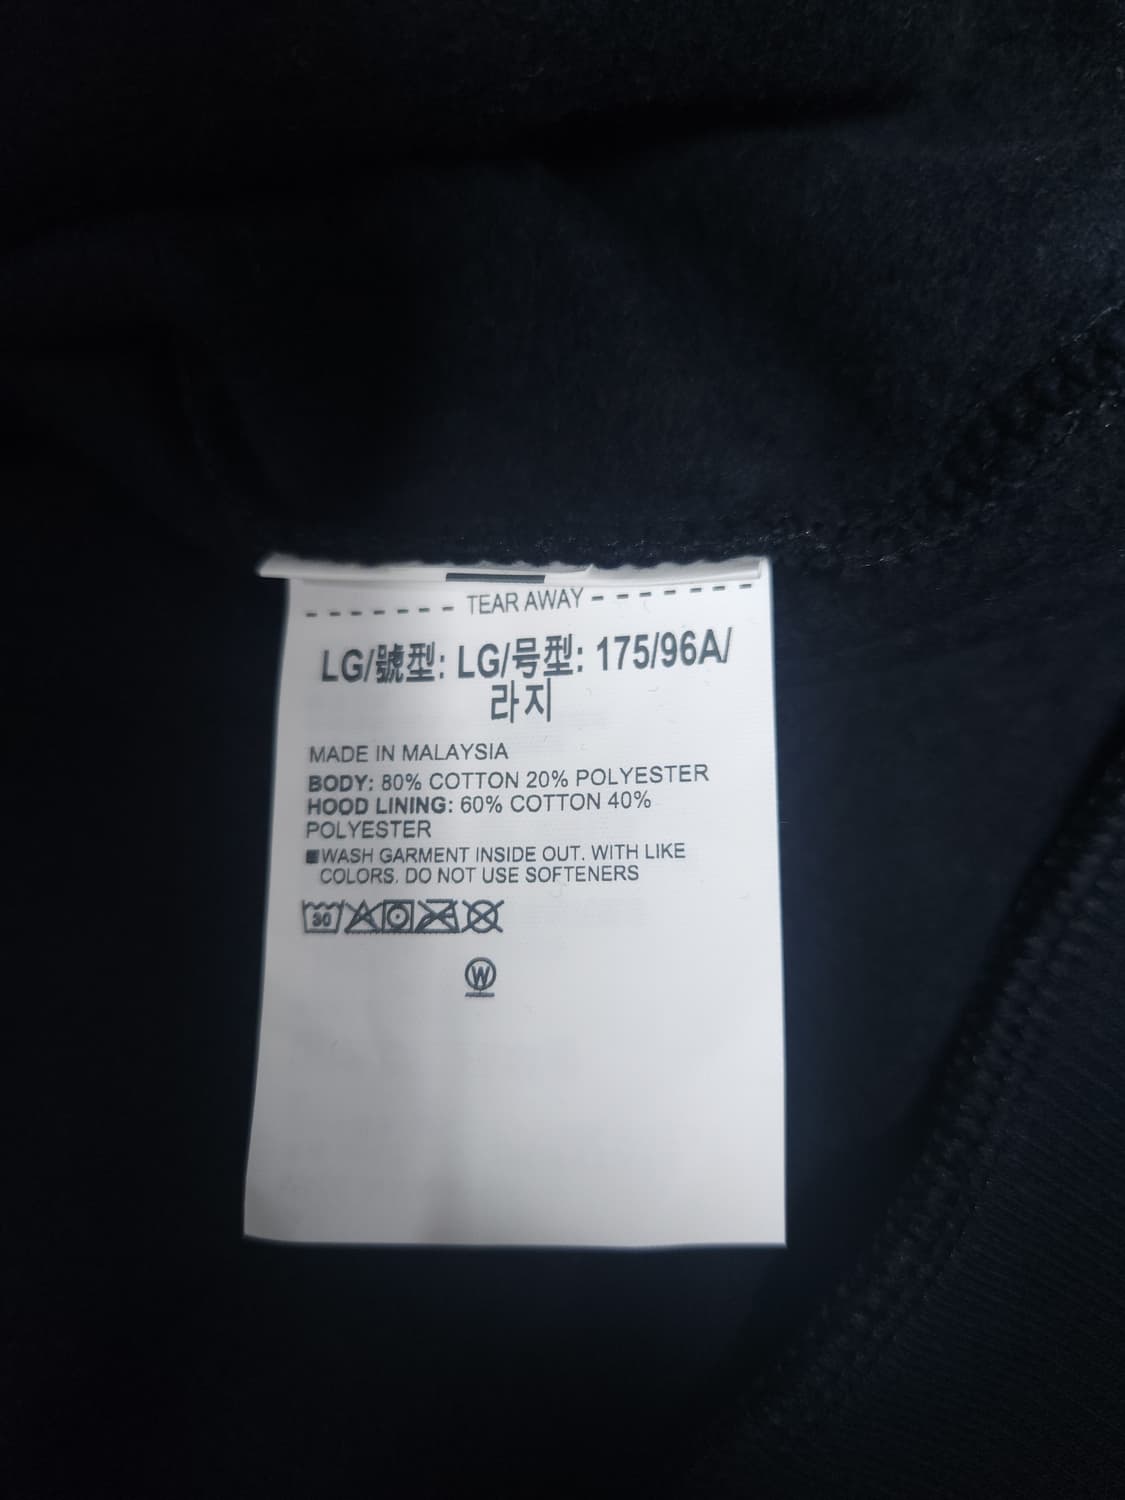 TEAR AWAY
LG/號型: LG/号型: 175/96A/
라지
MADE IN MALAYSIA
BODY: 80% COTTON 20% POLYESTER
HOOD LINING: 60% COTTON 40%
POLYESTER
WASH GARMENT INSIDE OUT. WITH LIKE
COLORS. DO NOT USE SOFTENERS
30
W